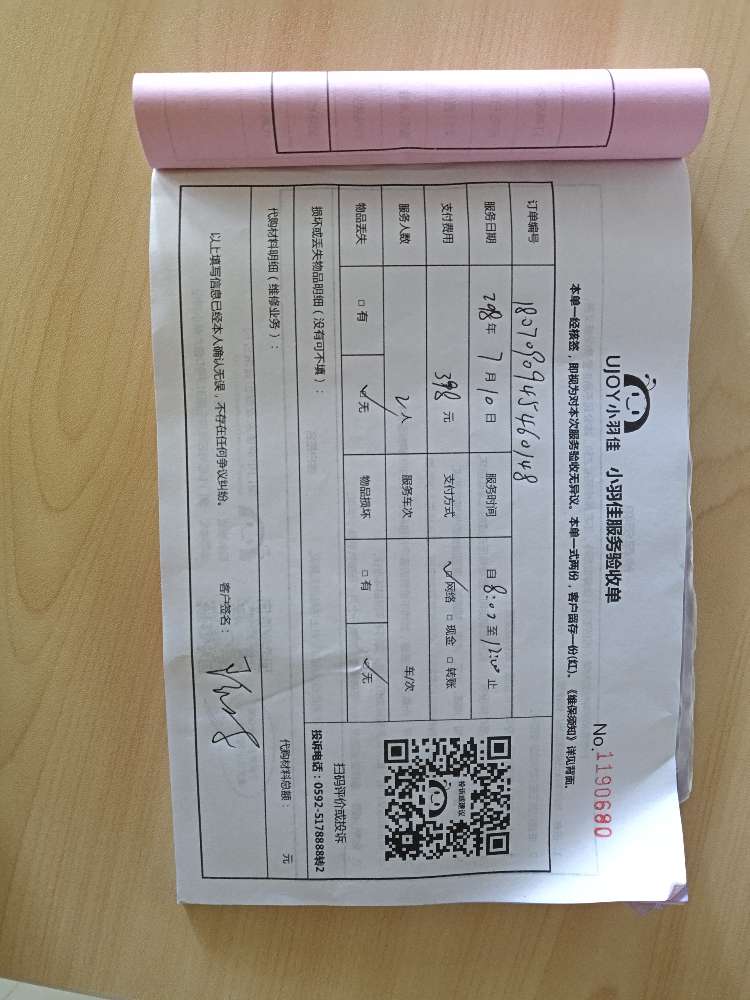 UJOY小羽佳 小羽佳服务验收单
No.1190680
本单一经核签，即视为对本次服务验收无异议。本单一式两份，客户留存一份(红)。《维保须知》详见背面。
订单编号 180709094546048
服务日期 年 7 月 10 日 服务时间 自 8:00 至 12:00 止
支付费用 398 元 支付方式 ☑网络 □现金 □转账
服务人数 2 人 服务车次 车/次
物品丢失 □有 ☑无 物品损坏 □有 ☑无
投诉或建议
扫码评价或投诉
投诉电话：0592-5178888转2
损坏或丢失物品明细（没有可不填）：
代购材料明细（维修业务）： 代购材料总额： 元
以上填写信息已经本人确认无误，不存在任何争议纠纷。 客户签名：